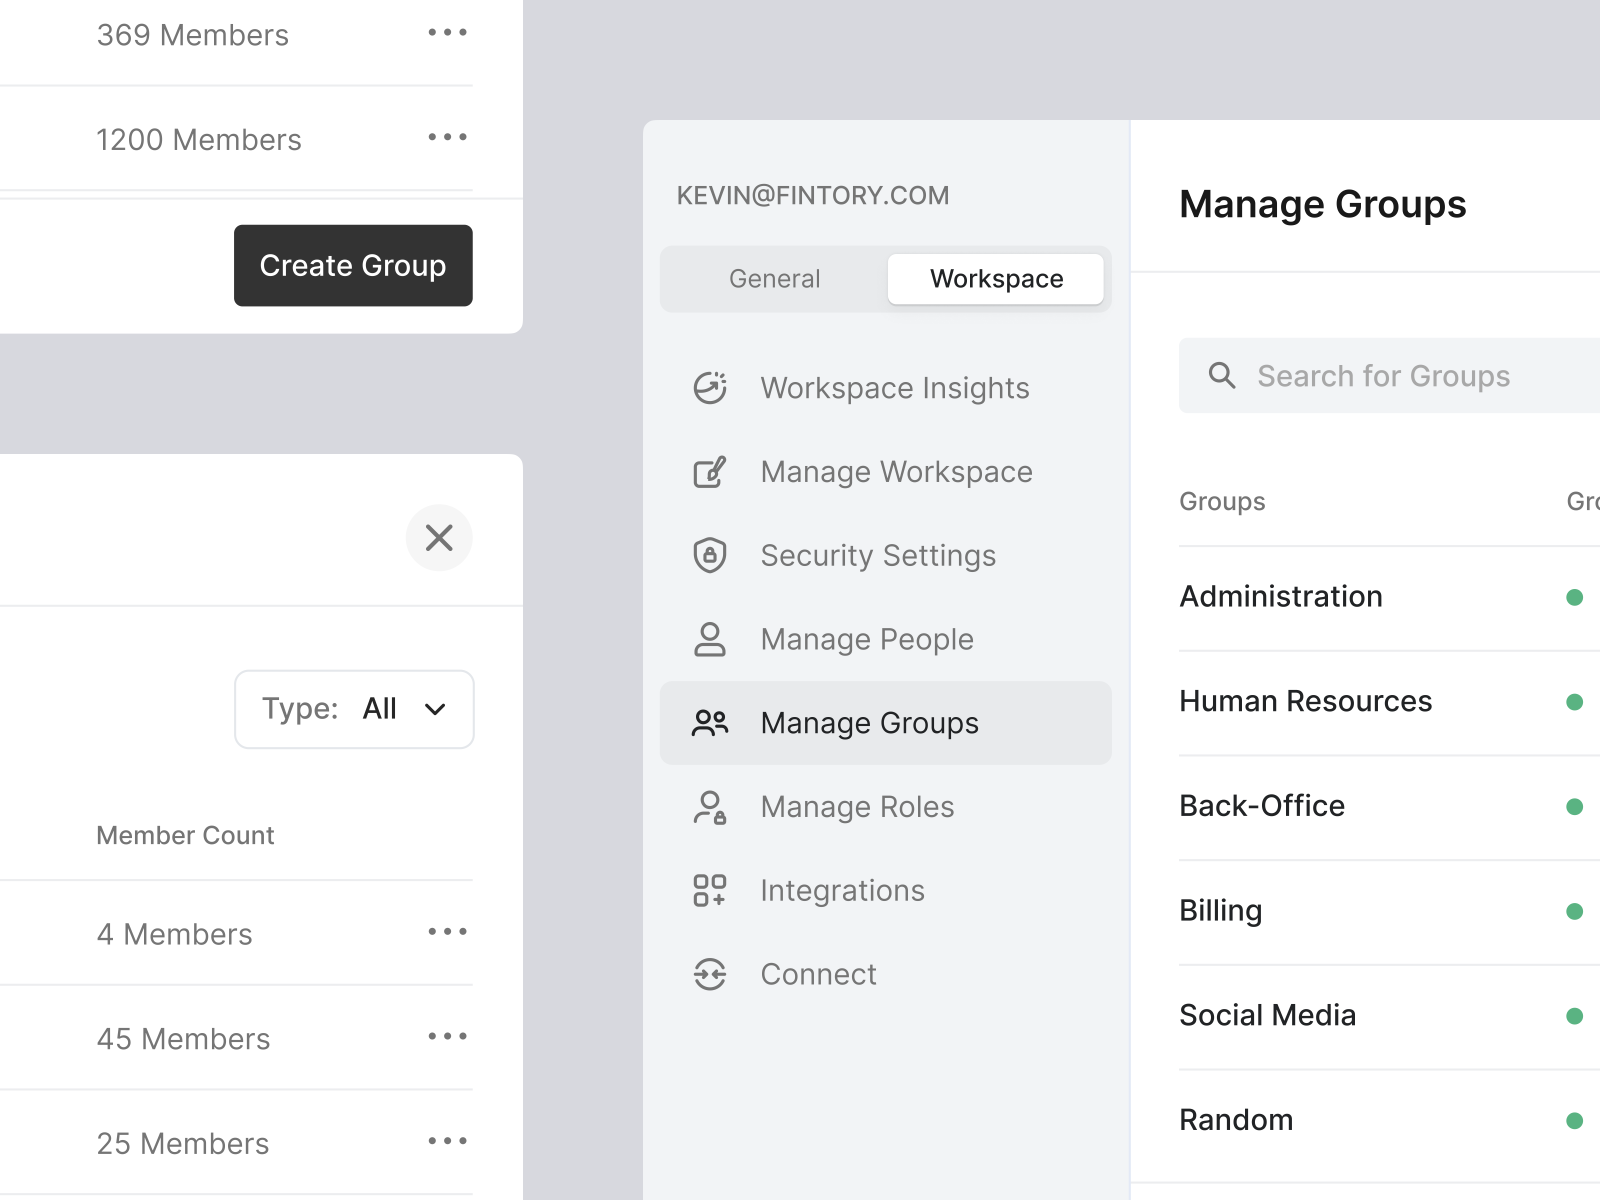 369 Members
1200 Members
Create Group
Type: All
Member Count
4 Members
45 Members
25 Members
KEVIN@FINTORY.COM
General
Workspace
Workspace Insights
Manage Workspace
Security Settings
Manage People
Manage Groups
Manage Roles
Integrations
Connect
Manage Groups
Search for Groups
Groups
Administration
Human Resources
Back-Office
Billing
Social Media
Random